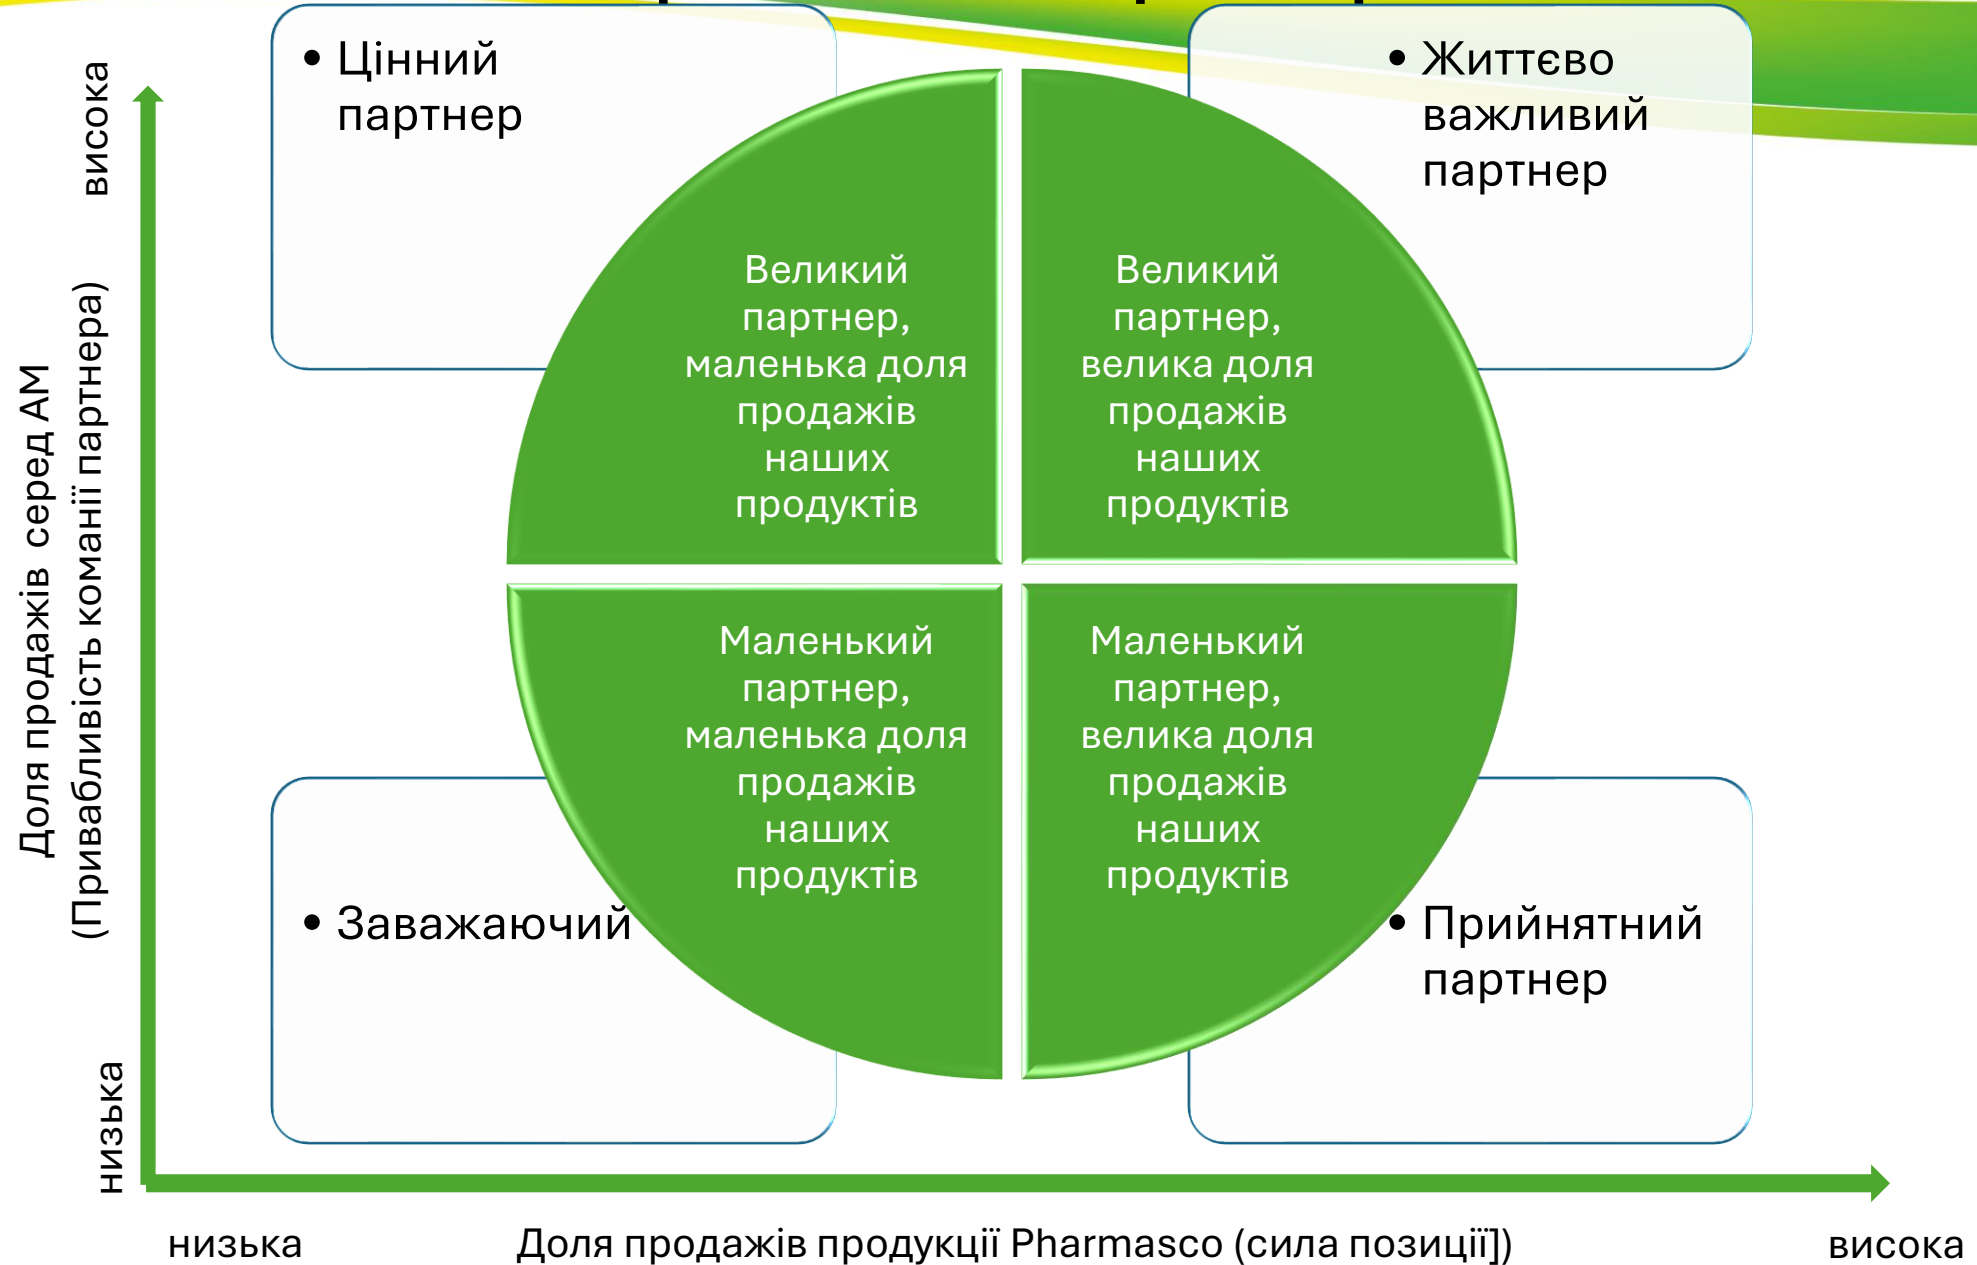 • Цінний
партнер
• Життєво
важливий
партнер
висока
Доля продажів серед АМ
(Привабливість команії партнера)
низька
Великий
партнер,
маленька доля
продажів
наших
продуктів
Великий
партнер,
велика доля
продажів
наших
продуктів
Маленький
партнер,
маленька доля
продажів
наших
продуктів
Маленький
партнер,
велика доля
продажів
наших
продуктів
• Заважаючий
• Прийнятний
партнер
низька
Доля продажів продукції Pharmasco (сила позиції])
висока